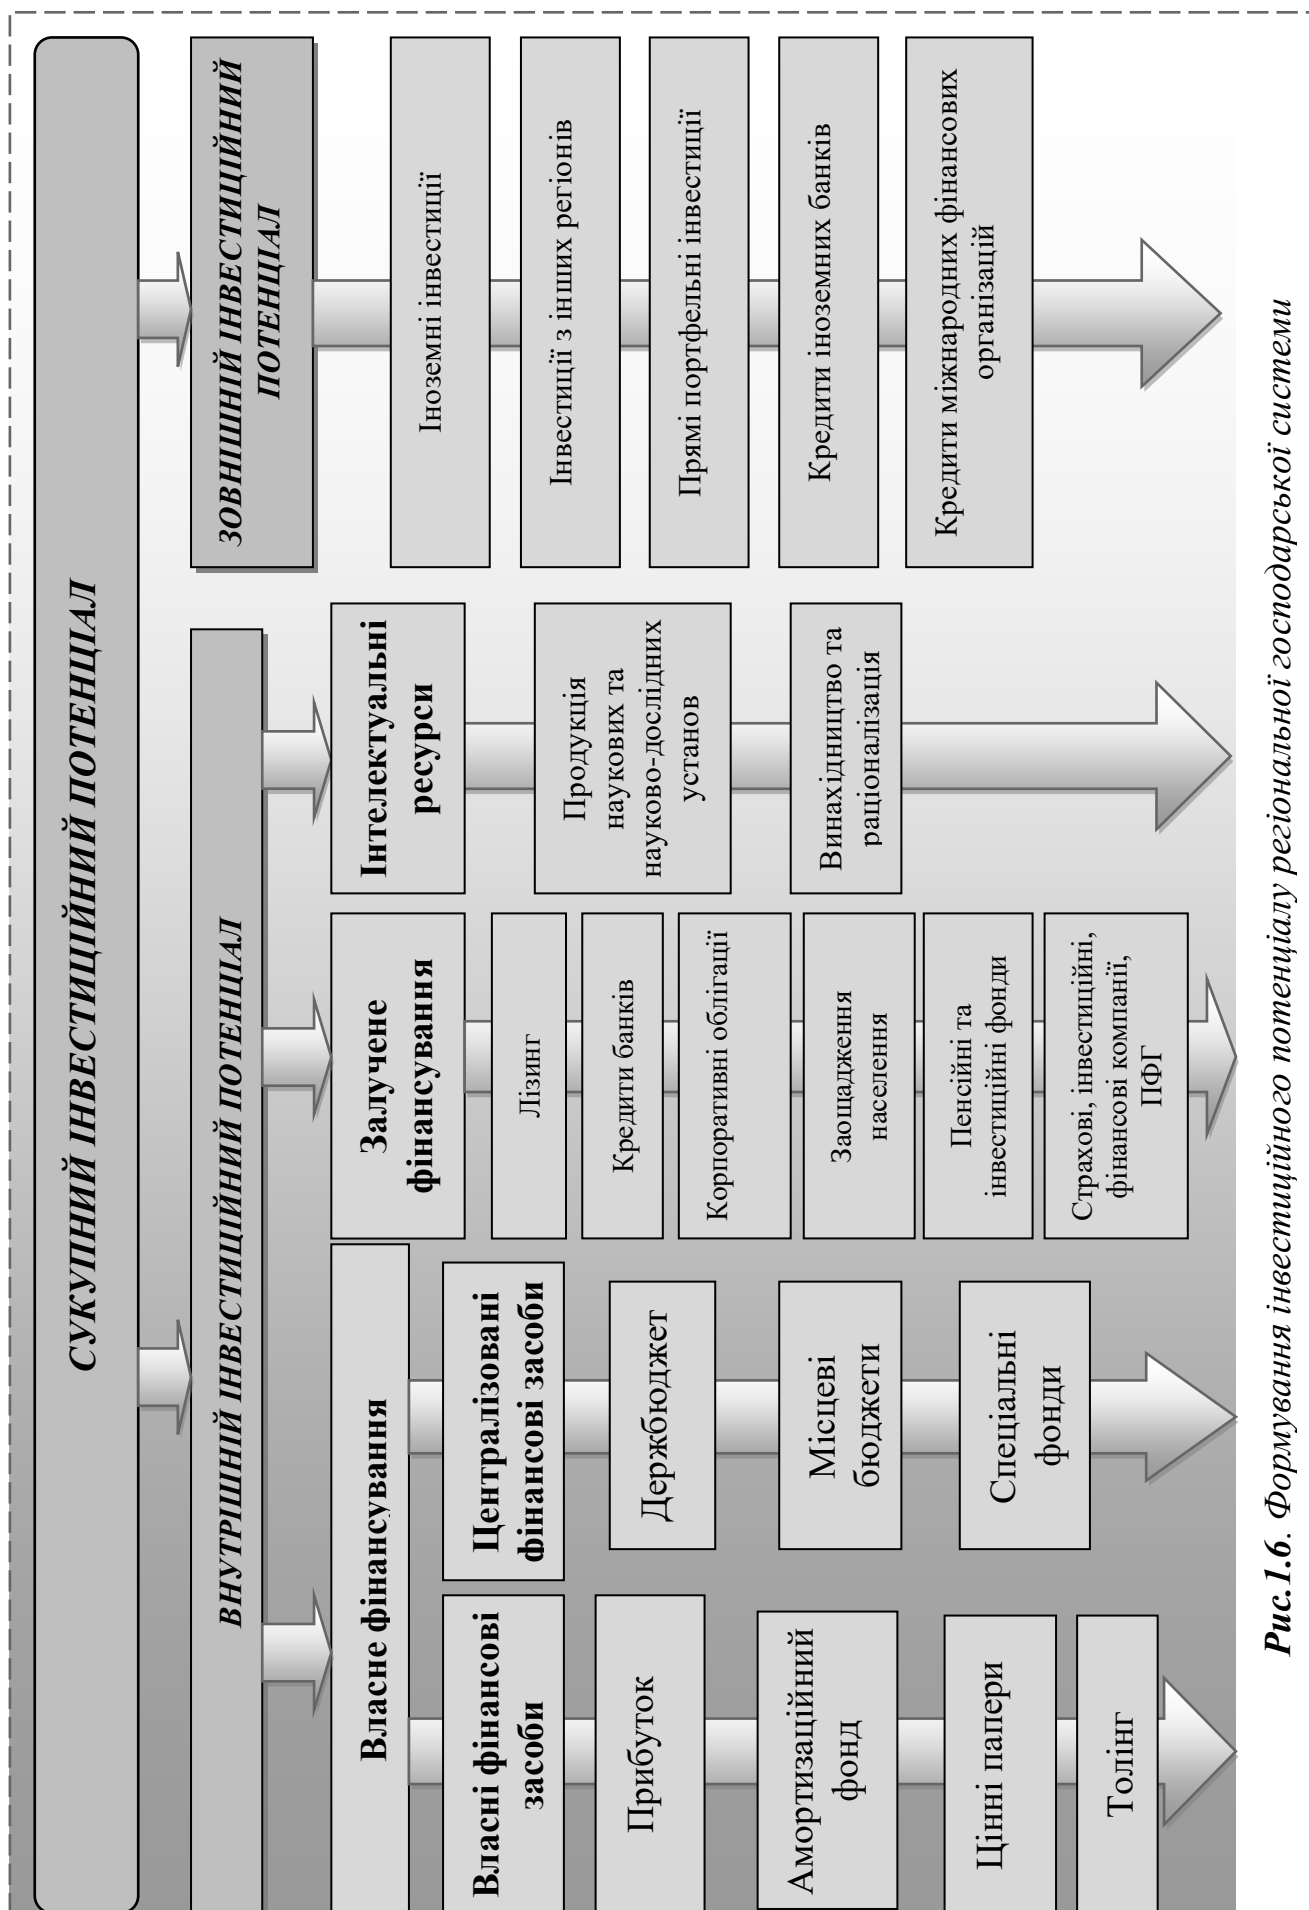 СУКУПНИЙ ІНВЕСТИЦІЙНИЙ ПОТЕНЦІАЛ
ВНУТРІШНІЙ ІНВЕСТИЦІЙНИЙ ПОТЕНЦІАЛ
ЗОВНІШНІЙ ІНВЕСТИЦІЙНИЙ
ПОТЕНЦІАЛ
Власне фінансування
Власні фінансові
засоби
Прибуток
Амортизаційний
фонд
Цінні папери
Толінг
Централізовані
фінансові засоби
Держбюджет
Місцеві
бюджети
Спеціальні
фонди
Залучене
фінансування
Лізинг
Кредити банків
Корпоративні облігації
Заощадження
населення
Пенсійні та
інвестиційні фонди
Страхові, інвестиційні,
фінансові компанії,
ПФГ
Інтелектуальні
ресурси
Продукція
наукових та
науково-дослідних
установ
Винахідництво та
раціоналізація
Іноземні інвестиції
Інвестиції з інших регіонів
Прямі портфельні інвестиції
Кредити іноземних банків
Кредити міжнародних фінансових
організацій
Рис.1.6. Формування інвестиційного потенціалу регіональної господарської системи